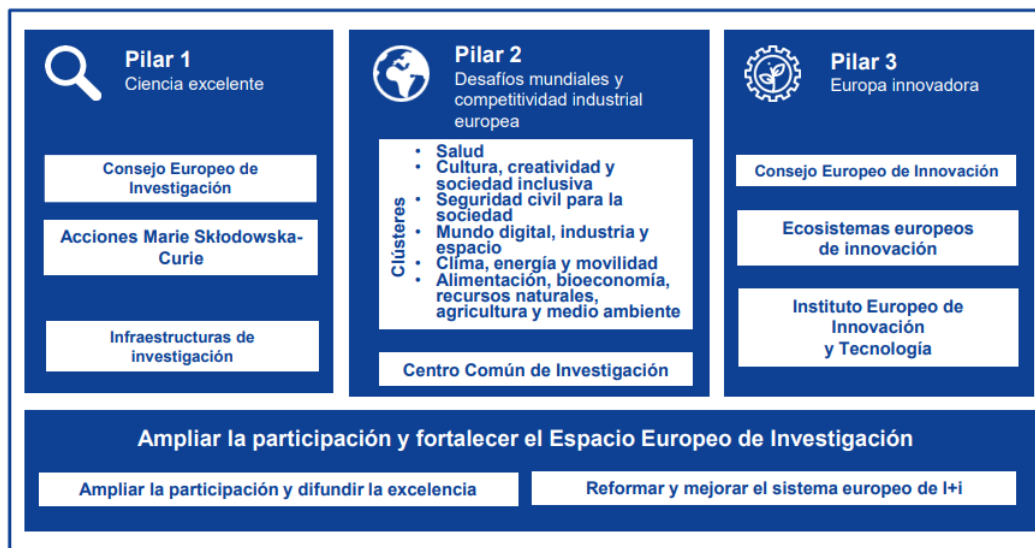 Pilar 1
Ciencia excelente
Consejo Europeo de
Investigación
Acciones Marie Skłodowska-
Curie
Infraestructuras de
investigación
Pilar 2
Desafíos mundiales y
competitividad industrial
europea
Clústeres
• Salud
• Cultura, creatividad y
sociedad inclusiva
• Seguridad civil para la
sociedad
• Mundo digital, industria y
espacio
• Clima, energía y movilidad
• Alimentación, bioeconomía,
recursos naturales,
agricultura y medio ambiente
Centro Común de Investigación
Pilar 3
Europa innovadora
Consejo Europeo de Innovación
Ecosistemas europeos
de innovación
Instituto Europeo de
Innovación
y Tecnología
Ampliar la participación y fortalecer el Espacio Europeo de Investigación
Ampliar la participación y difundir la excelencia
Reformar y mejorar el sistema europeo de I+i